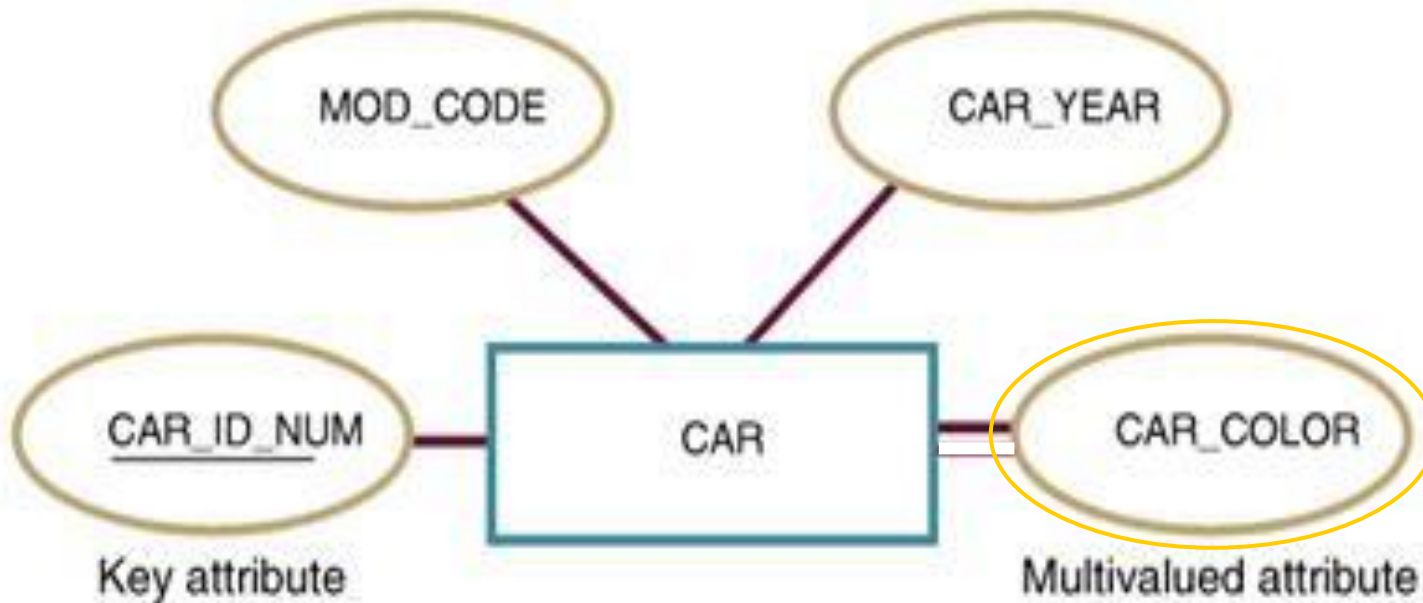 MOD_CODE
CAR_YEAR
CAR_ID_NUM
CAR
CAR_COLOR
Key attribute
Multivalued attribute